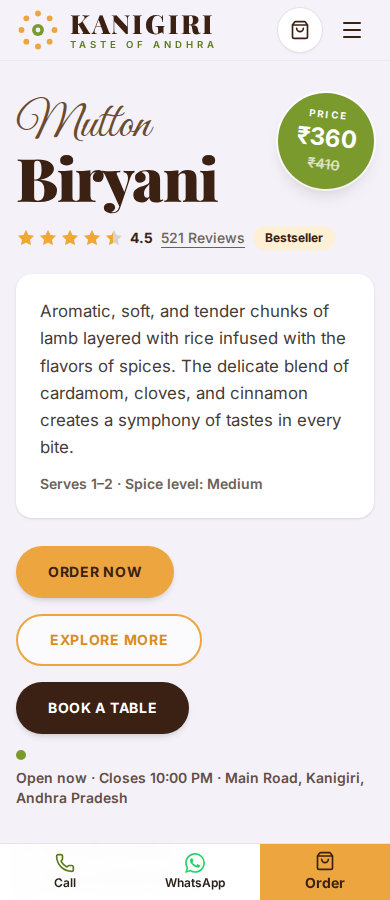 KANIGIRI
TASTE OF ANDHRA
Mutton
Biryani
PRICE
₹360
₹410
4.5 521 Reviews Bestseller
Aromatic, soft, and tender chunks of
lamb layered with rice infused with the
flavors of spices. The delicate blend of
cardamom, cloves, and cinnamon
creates a symphony of tastes in every
bite.
Serves 1–2 · Spice level: Medium
ORDER NOW
EXPLORE MORE
BOOK A TABLE
Open now · Closes 10:00 PM · Main Road, Kanigiri,
Andhra Pradesh
Call WhatsApp Order